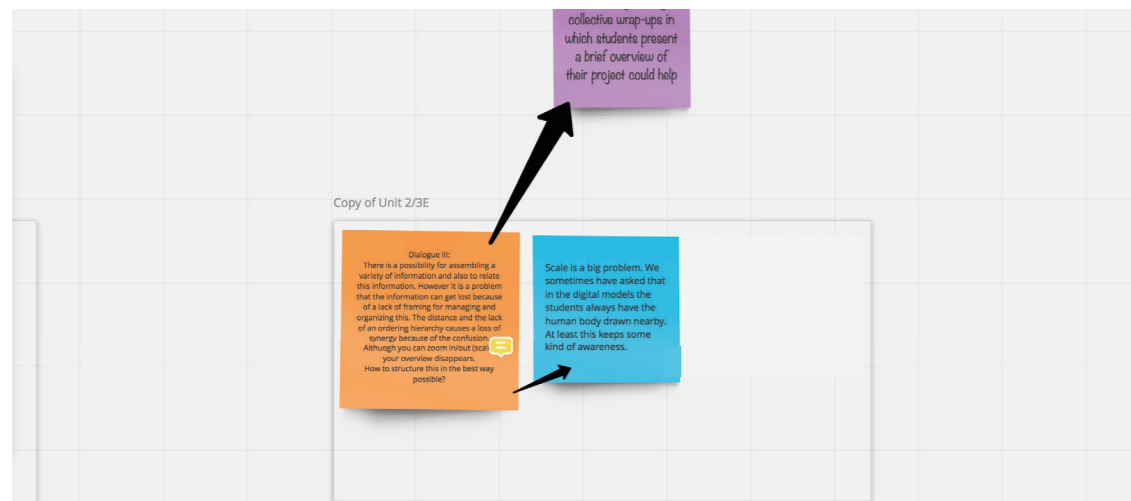 collective wrap-ups in
which students present
a brief overview of
their project could help
Copy of Unit 2/3E
Dialogue III:
There is a possibility for assembling a
variety of information and also to relate
this information. However it is a problem
that the information can get lost because
of a lack of framing for managing and
organizing this. The distance and the lack
of an ordering hierarchy causes a loss of
synergy because of the confusion.
Althuogh you can zoom in/out (scal
your overview disappears.
How to structure this in the best way
possible?
Scale is a big problem. We
sometimes have asked that
in the digital models the
students always have the
human body drawn nearby.
At least this keeps some
kind of awareness.